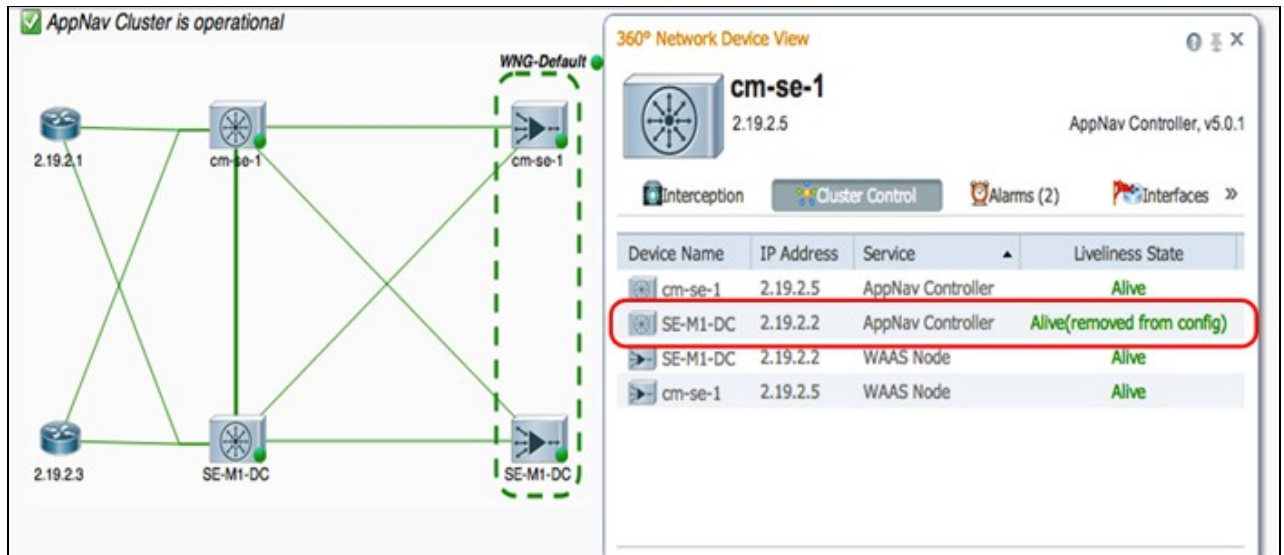 AppNav Cluster is operational
WNG-Default
2.19.2.1
cm-se-1
cm-se-1
2.19.2.3
SE-M1-DC
SE-M1-DC
360° Network Device View
cm-se-1
2.19.2.5
AppNav Controller, v5.0.1
Interception Cluster Control Alarms (2) Interfaces »
Device Name IP Address Service Liveliness State
cm-se-1 2.19.2.5 AppNav Controller Alive
SE-M1-DC 2.19.2.2 AppNav Controller Alive(removed from config)
SE-M1-DC 2.19.2.2 WAAS Node Alive
cm-se-1 2.19.2.5 WAAS Node Alive